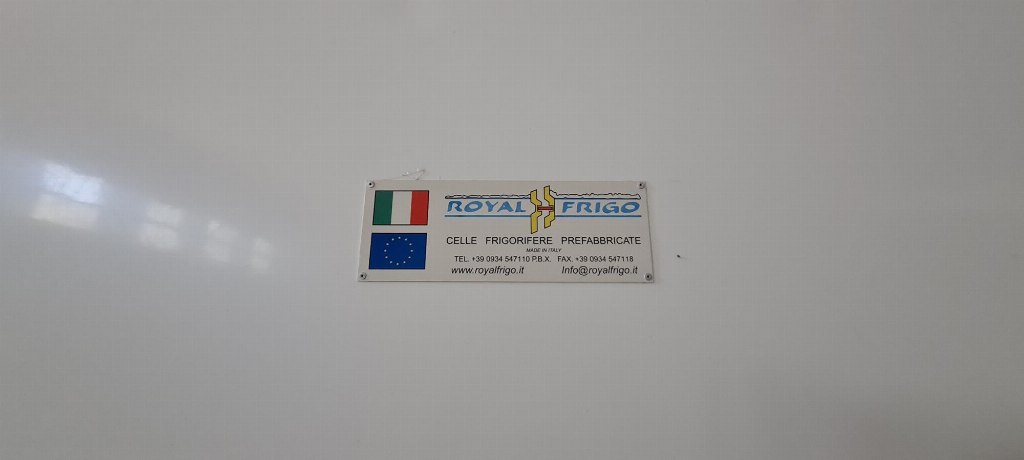 ROYAL FRIGO
CELLE FRIGORIFERE PREFABBRICATE
MADE IN ITALY
TEL. +39 0934 547110 P.B.X. FAX. +39 0934 547118
www.royalfrigo.it Info@royalfrigo.it